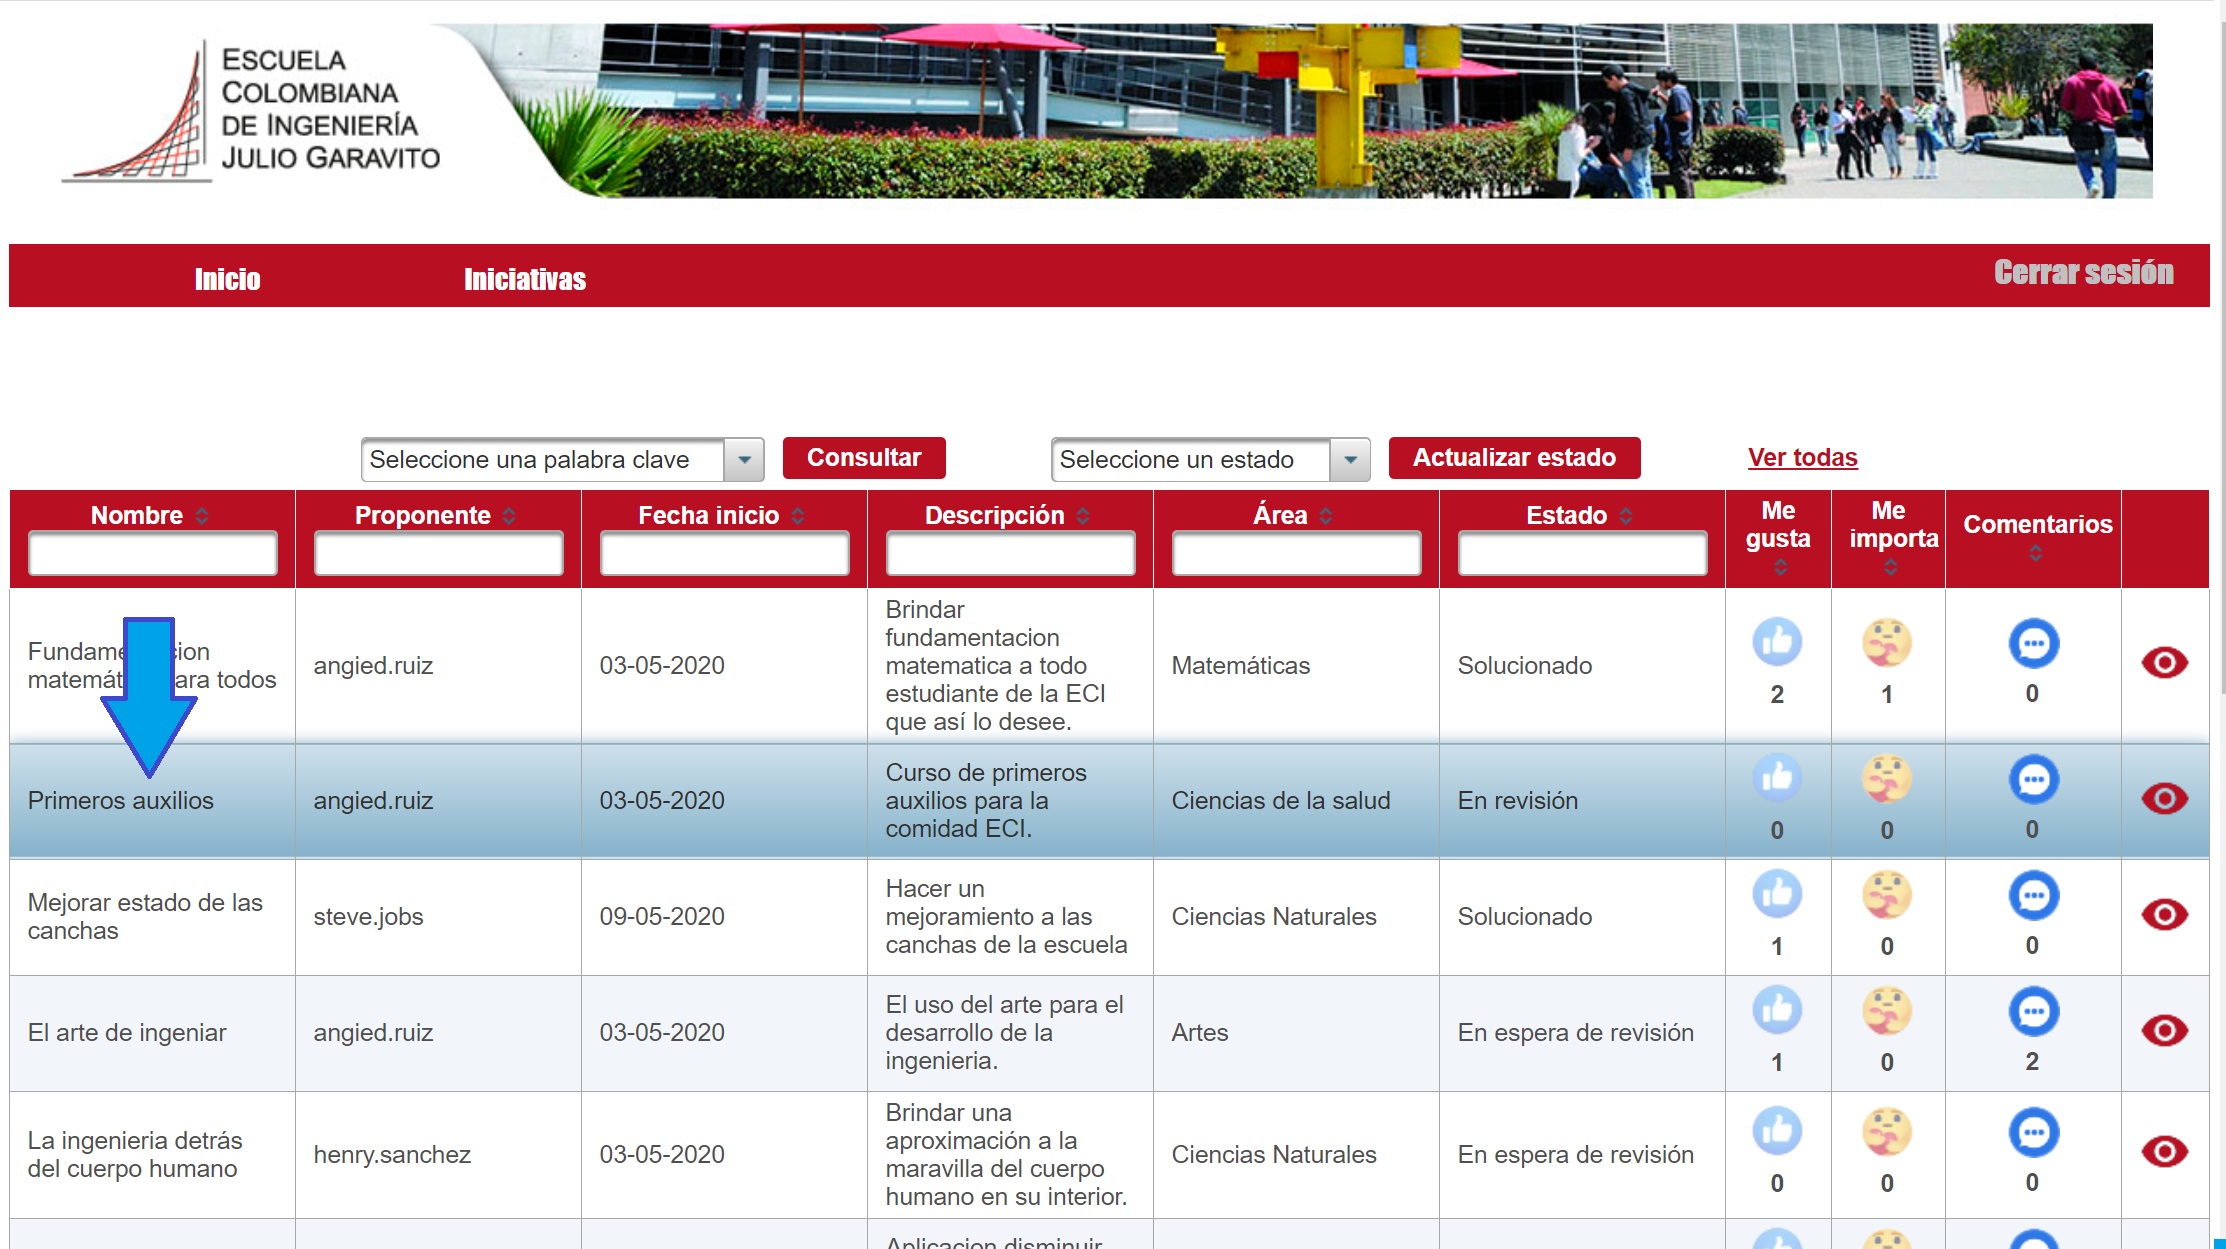 ESCUELA
COLOMBIANA
DE INGENIERÍA
JULIO GARAVITO
Inicio
Iniciativas
Cerrar sesión
Seleccione una palabra clave
Consultar
Seleccione un estado
Actualizar estado
Ver todas
Nombre
Proponente
Fecha inicio
Descripción
Área
Estado
Me
gusta
Me
importa
Comentarios
matemát ara todos
angied.ruiz
03-05-2020
Brindar
fundamentacion
matematica a todo
estudiante de la ECI
que así lo desee.
Matemáticas
Solucionado
2
1
0
Primeros auxilios
angied.ruiz
03-05-2020
Curso de primeros
auxilios para la
comidad ECI.
Ciencias de la salud
En revisión
0
0
0
Mejorar estado de las
canchas
steve.jobs
09-05-2020
Hacer un
mejoramiento a las
canchas de la escuela
Ciencias Naturales
Solucionado
1
0
0
El arte de ingeniar
angied.ruiz
03-05-2020
El uso del arte para el
desarrollo de la
ingenieria.
Artes
En espera de revisión
1
0
2
La ingenieria detrás
del cuerpo humano
henry.sanchez
03-05-2020
Brindar una
aproximación a la
maravilla del cuerpo
humano en su interior.
Ciencias Naturales
En espera de revisión
0
0
0
Aplicacion disminuir